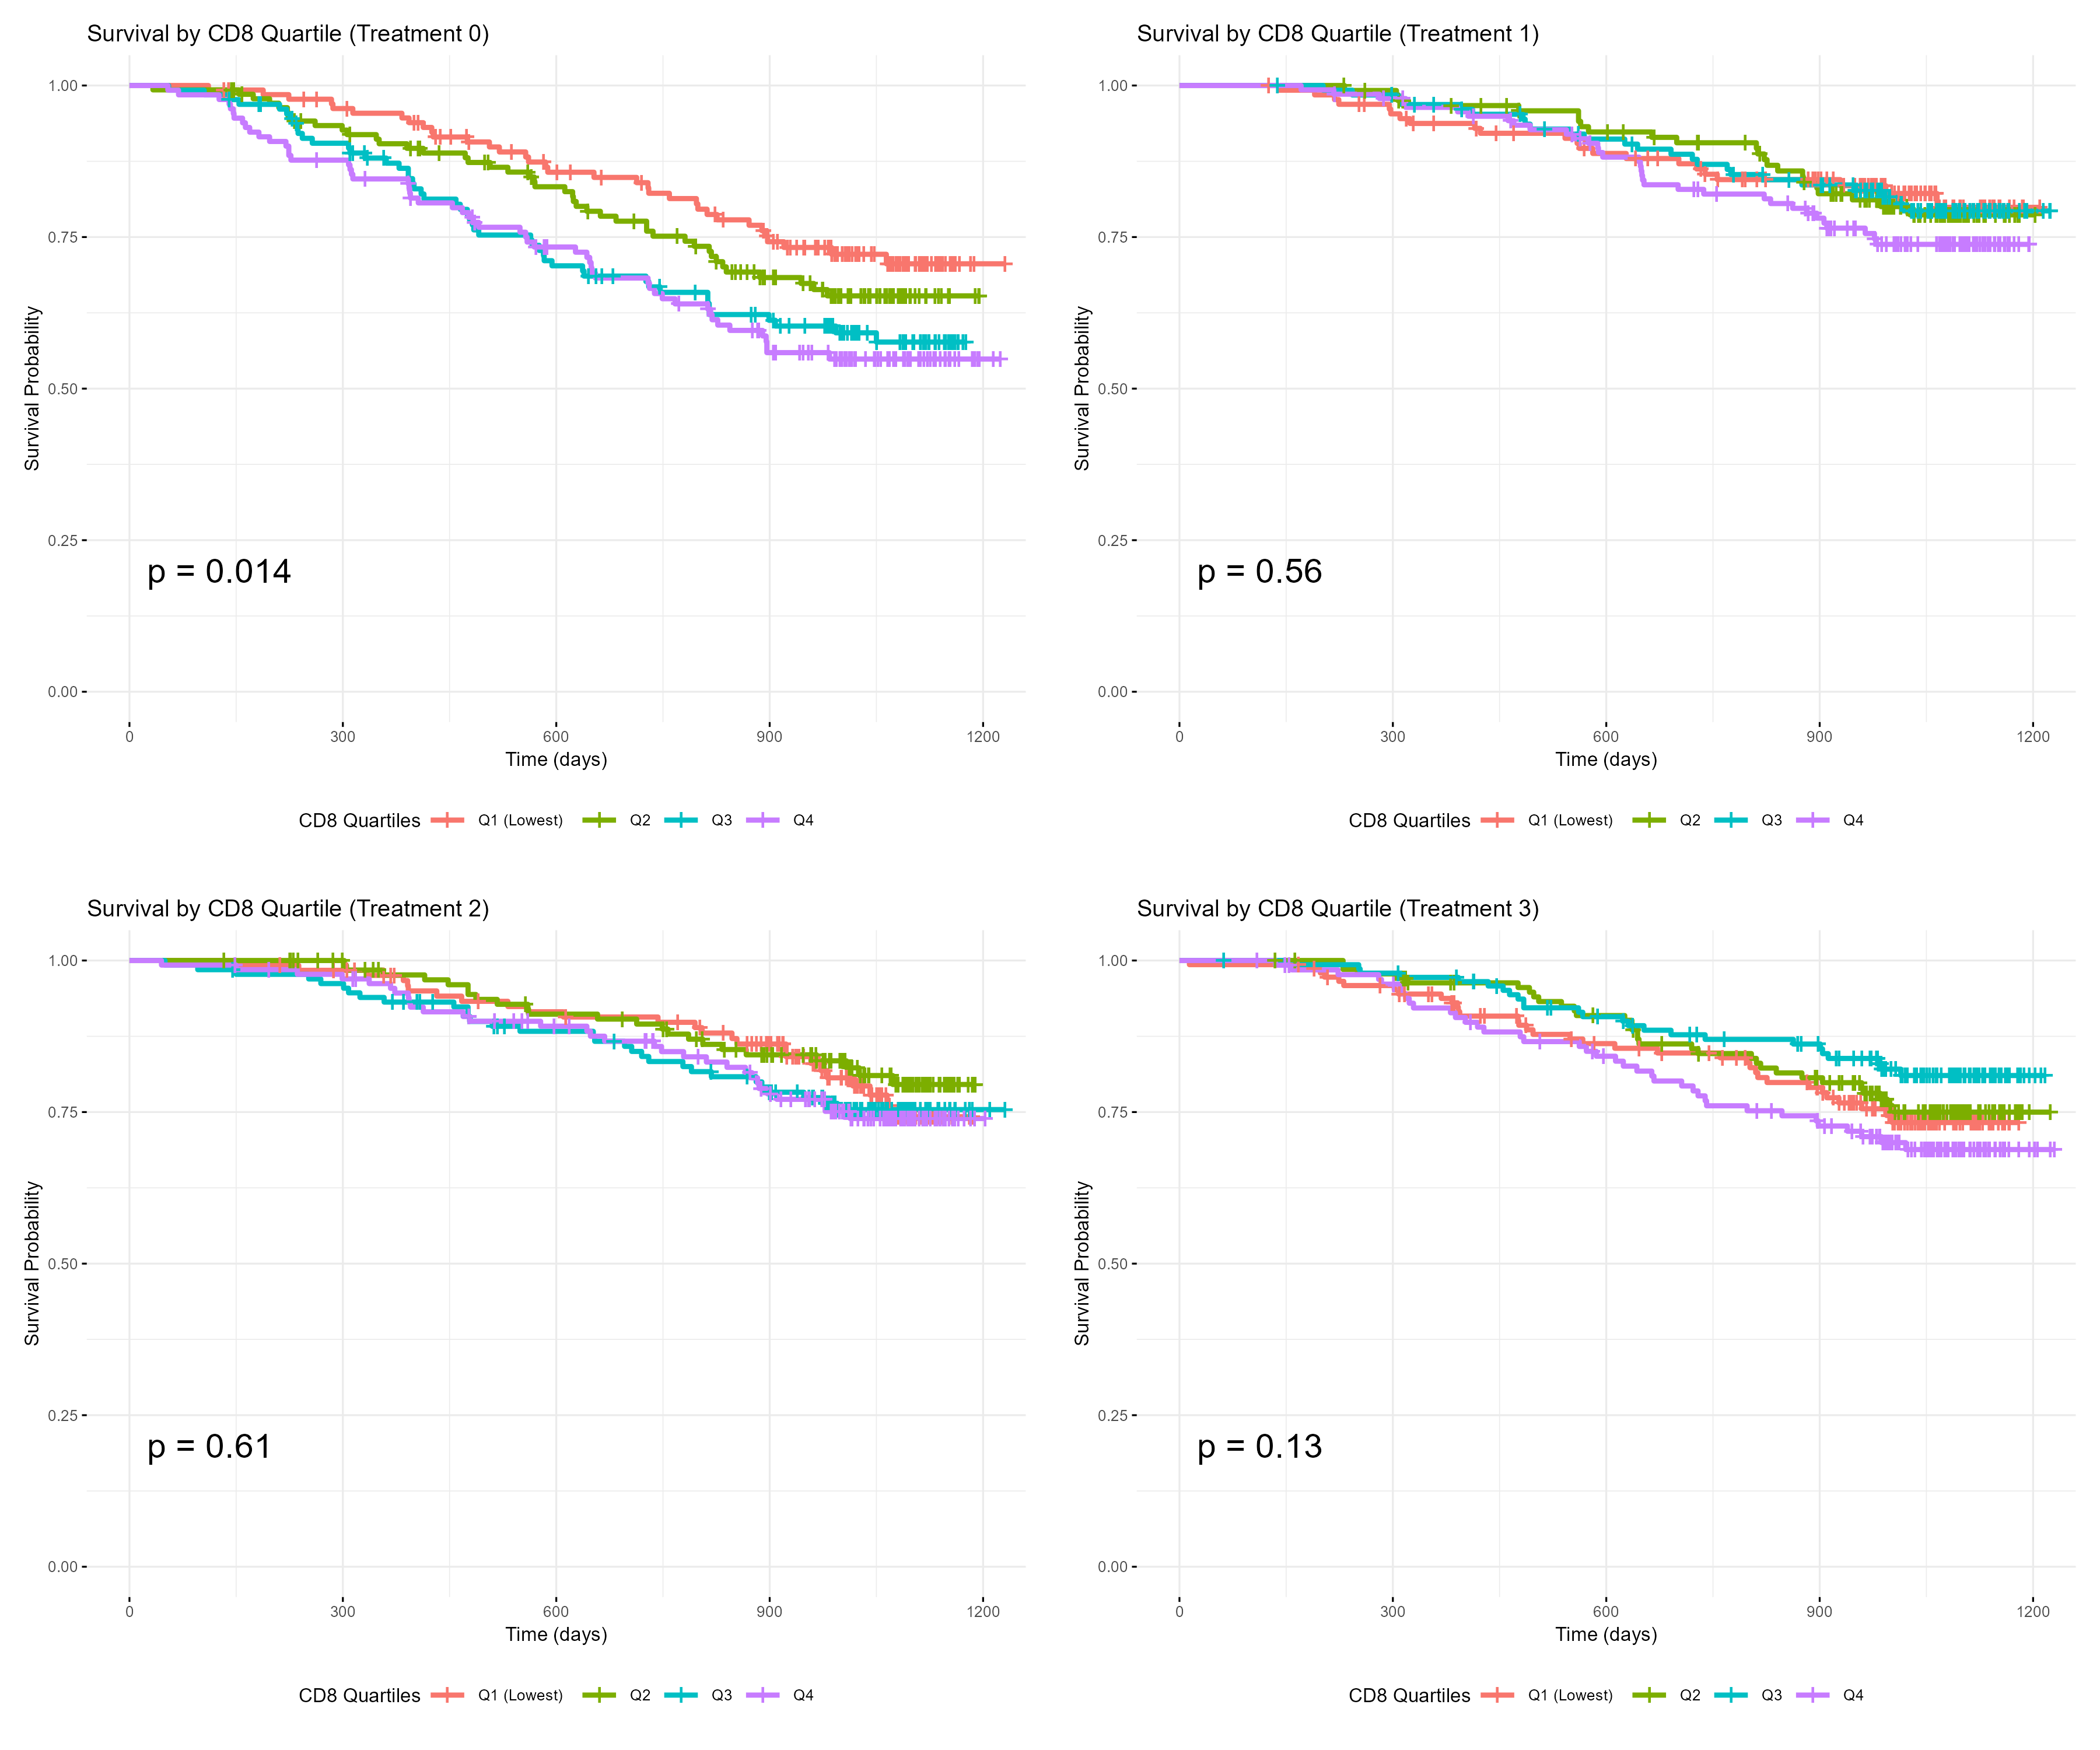 Survival by CD8 Quartile (Treatment 0)
Survival Probability
1.00
0.75
0.50
0.25
0.00
p = 0.014
0 300 600 900 1200
Time (days)
CD8 Quartiles Q1 (Lowest) Q2 Q3 Q4
Survival by CD8 Quartile (Treatment 1)
Survival Probability
1.00
0.75
0.50
0.25
0.00
p = 0.56
0 300 600 900 1200
Time (days)
CD8 Quartiles Q1 (Lowest) Q2 Q3 Q4
Survival by CD8 Quartile (Treatment 2)
Survival Probability
1.00
0.75
0.50
0.25
0.00
p = 0.61
0 300 600 900 1200
Time (days)
CD8 Quartiles Q1 (Lowest) Q2 Q3 Q4
Survival by CD8 Quartile (Treatment 3)
Survival Probability
1.00
0.75
0.50
0.25
0.00
p = 0.13
0 300 600 900 1200
Time (days)
CD8 Quartiles Q1 (Lowest) Q2 Q3 Q4